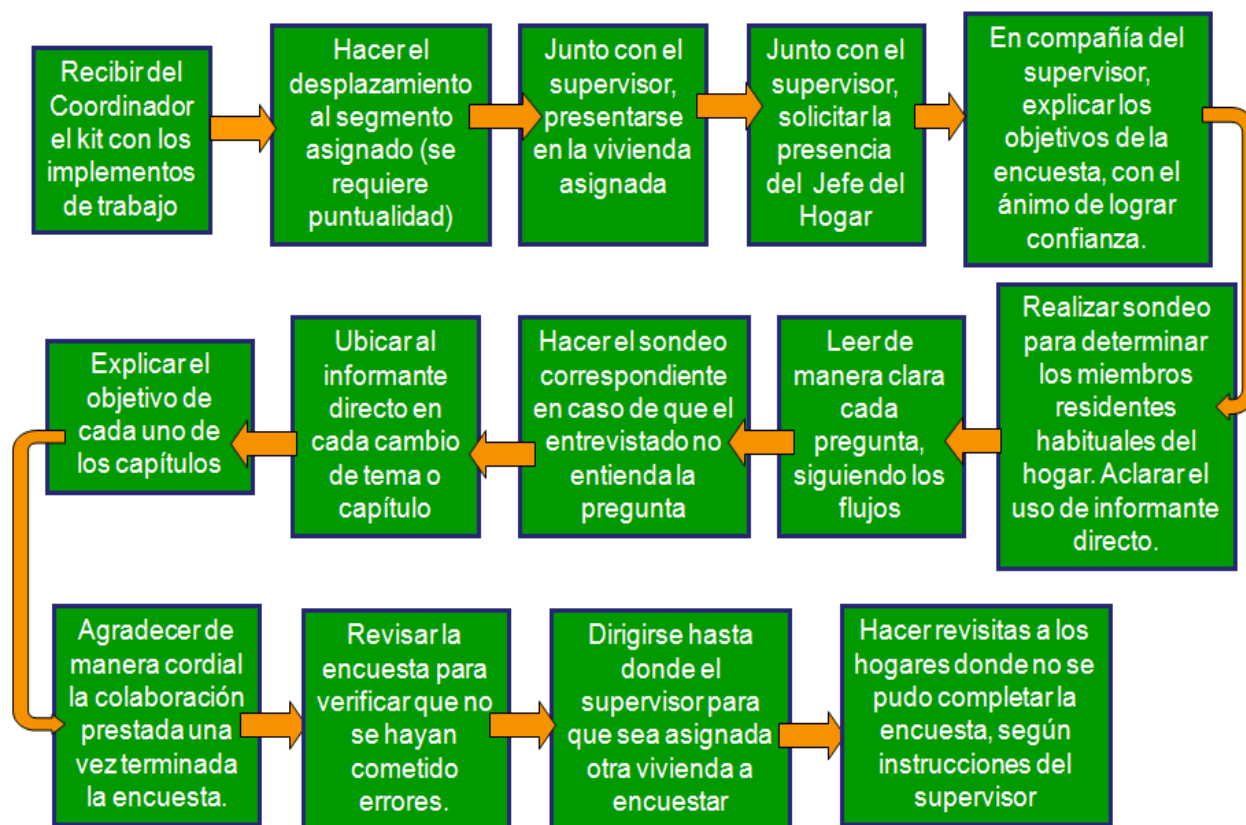 Recibir del
Coordinador
el kit con los
implementos
de trabajo
Hacer el
desplazamiento
al segmento
asignado (se
requiere
puntualidad)
Junto con el
supervisor,
presentarse
en la vivienda
asignada
Junto con el
supervisor,
solicitar la
presencia
del Jefe del
Hogar
En compañía del
supervisor,
explicar los
objetivos de la
encuesta, con el
ánimo de lograr
confianza.
Realizar sondeo
para determinar
los miembros
residentes
habituales del
hogar. Aclarar el
uso de informante
directo.
Leer de
manera clara
cada
pregunta,
siguiendo los
flujos
Hacer el sondeo
correspondiente
en caso de que el
entrevistado no
entienda la
pregunta
Ubicar al
informante
directo en
cada cambio
de tema o
capítulo
Explicar el
objetivo de
cada uno de
los capítulos
Agradecer de
manera cordial
la colaboración
prestada una
vez terminada
la encuesta.
Revisar la
encuesta para
verificar que no
se hayan
cometido
errores.
Dirigirse hasta
donde el
supervisor para
que sea asignada
otra vivienda a
encuestar
Hacer revisitas a los
hogares donde no se
pudo completar la
encuesta, según
instrucciones del
supervisor